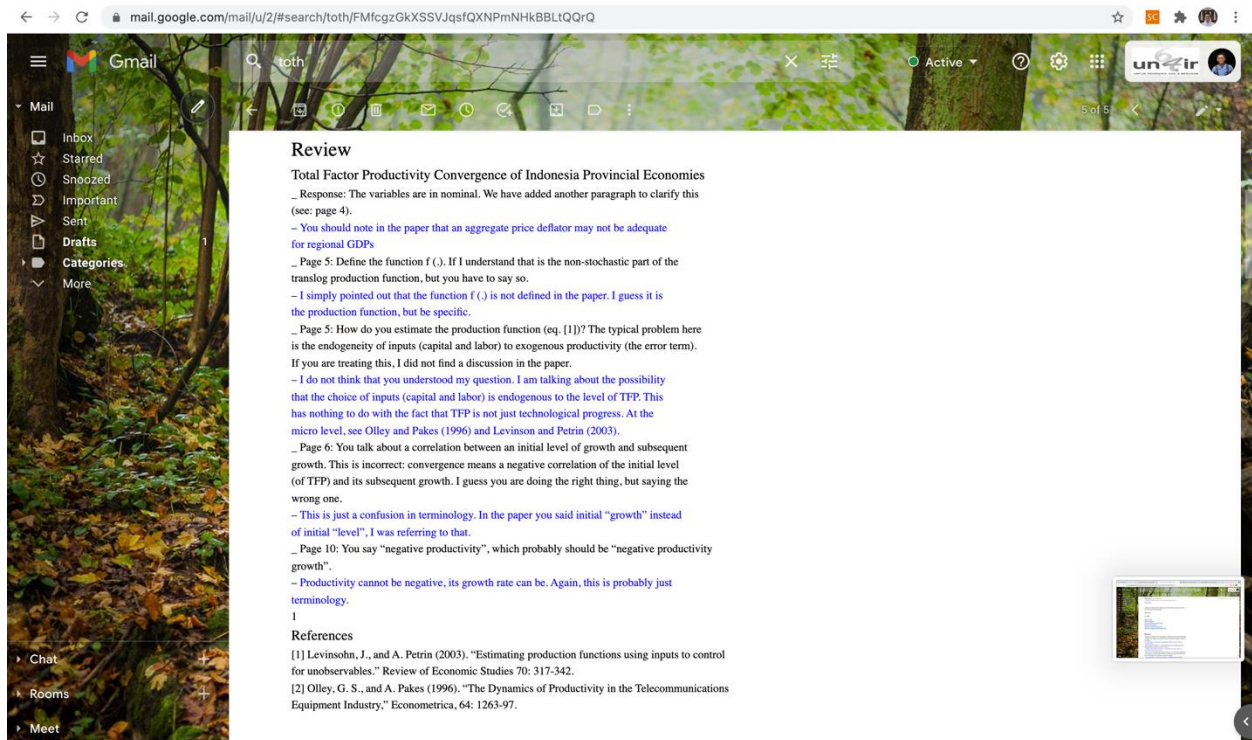 mail.google.com/mail/u/2/#search/toth/FMfcgzGkXSSVJqsfQXNPmNHkBBLtQQrQ
SC
Gmail
toth
Active
un4ir
5 of 5
Mail
Inbox
Starred
Snoozed
Important
Sent
Drafts 1
Categories
More
Chat
Rooms
Meet
Review
Total Factor Productivity Convergence of Indonesia Provincial Economies
_ Response: The variables are in nominal. We have added another paragraph to clarify this
(see: page 4).
– You should note in the paper that an aggregate price deflator may not be adequate
for regional GDPs
_ Page 5: Define the function f (.). If I understand that is the non-stochastic part of the
translog production function, but you have to say so.
– I simply pointed out that the function f (.) is not defined in the paper. I guess it is
the production function, but be specific.
_ Page 5: How do you estimate the production function (eq. [1])? The typical problem here
is the endogeneity of inputs (capital and labor) to exogenous productivity (the error term).
If you are treating this, I did not find a discussion in the paper.
– I do not think that you understood my question. I am talking about the possibility
that the choice of inputs (capital and labor) is endogenous to the level of TFP. This
has nothing to do with the fact that TFP is not just technological progress. At the
micro level, see Olley and Pakes (1996) and Levinson and Petrin (2003).
_ Page 6: You talk about a correlation between an initial level of growth and subsequent
growth. This is incorrect: convergence means a negative correlation of the initial level
(of TFP) and its subsequent growth. I guess you are doing the right thing, but saying the
wrong one.
– This is just a confusion in terminology. In the paper you said initial “growth” instead
of initial “level”, I was referring to that.
_ Page 10: You say “negative productivity”, which probably should be “negative productivity
growth”.
– Productivity cannot be negative, its growth rate can be. Again, this is probably just
terminology.
1
References
[1] Levinsohn, J., and A. Petrin (2003). “Estimating production functions using inputs to control
for unobservables.” Review of Economic Studies 70: 317-342.
[2] Olley, G. S., and A. Pakes (1996). “The Dynamics of Productivity in the Telecommunications
Equipment Industry,” Econometrica, 64: 1263-97.